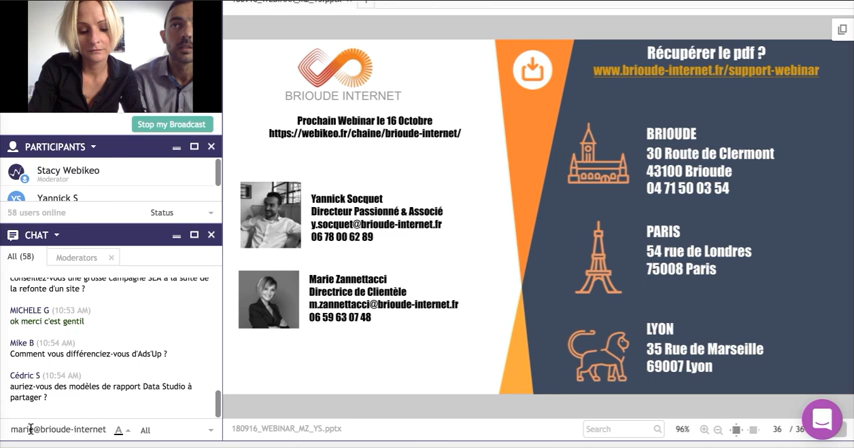 180916_WEBINAR_MZ_YS.pptx
Stop my Broadcast
PARTICIPANTS
Stacy Webikeo
Moderator
YS
Yannick S
58 users online
Status
CHAT
All (58)
Moderators
Consentez-vous une grosse campagne SEA à la suite de
la refonte d'un site ?
MICHELE G (10:53 AM)
ok merci c'est gentil
Mike B (10:54 AM)
Comment vous différenciez-vous d'Ads'Up ?
Cédric S (10:54 AM)
auriez-vous des modèles de rapport Data Studio à
partager ?
marie@brioude-internet
A
All
BRIOUDE INTERNET
Prochain Webinar le 16 Octobre
https://webikeo.fr/chaine/brioude-internet/
Yannick Socquet
Directeur Passionné & Associé
y.socquet@brioude-internet.fr
06 78 00 62 89
Marie Zannettacci
Directrice de Clientèle
m.zannettacci@brioude-internet.fr
06 59 63 07 48
Récupérer le pdf ?
www.brioude-internet.fr/support-webinar
BRIOUDE
30 Route de Clermont
43100 Brioude
04 71 50 03 54
PARIS
54 rue de Londres
75008 Paris
LYON
35 Rue de Marseille
69007 Lyon
180916_WEBINAR_MZ_YS.pptx
Search
96%
36 / 36